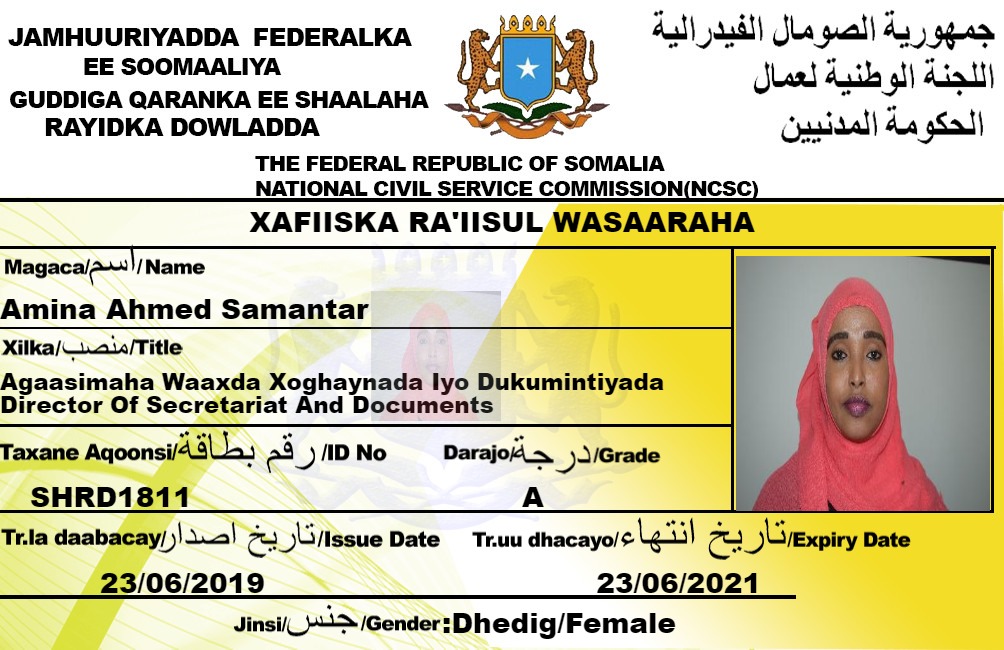 JAMHUURIYADDA FEDERALKA
EE SOOMAALIYA
GUDDIGA QARANKA EE SHAALAHA
RAYIDKA DOWLADDA
جمهورية الصومال الفيدرالية
اللجنة الوطنية لعمال
الحكومة المدنيين
THE FEDERAL REPUBLIC OF SOMALIA
NATIONAL CIVIL SERVICE COMMISSION(NCSC)
XAFIISKA RA'IISUL WASAARAHA
Magaca/اسم/Name
Amina Ahmed Samantar
Xilka/منصب/Title
Agaasimaha Waaxda Xoghaynada Iyo Dukumintiyada
Director Of Secretariat And Documents
Taxane Aqoonsi/رقم بطاقة/ID No Darajo/درجة/Grade
SHRD1811 A
Tr.la daabacay/تاريخ اصدار/Issue Date Tr.uu dhacayo/تاريخ انتهاء/Expiry Date
23/06/2019 23/06/2021
Jinsi/جنس/Gender:Dhedig/Female